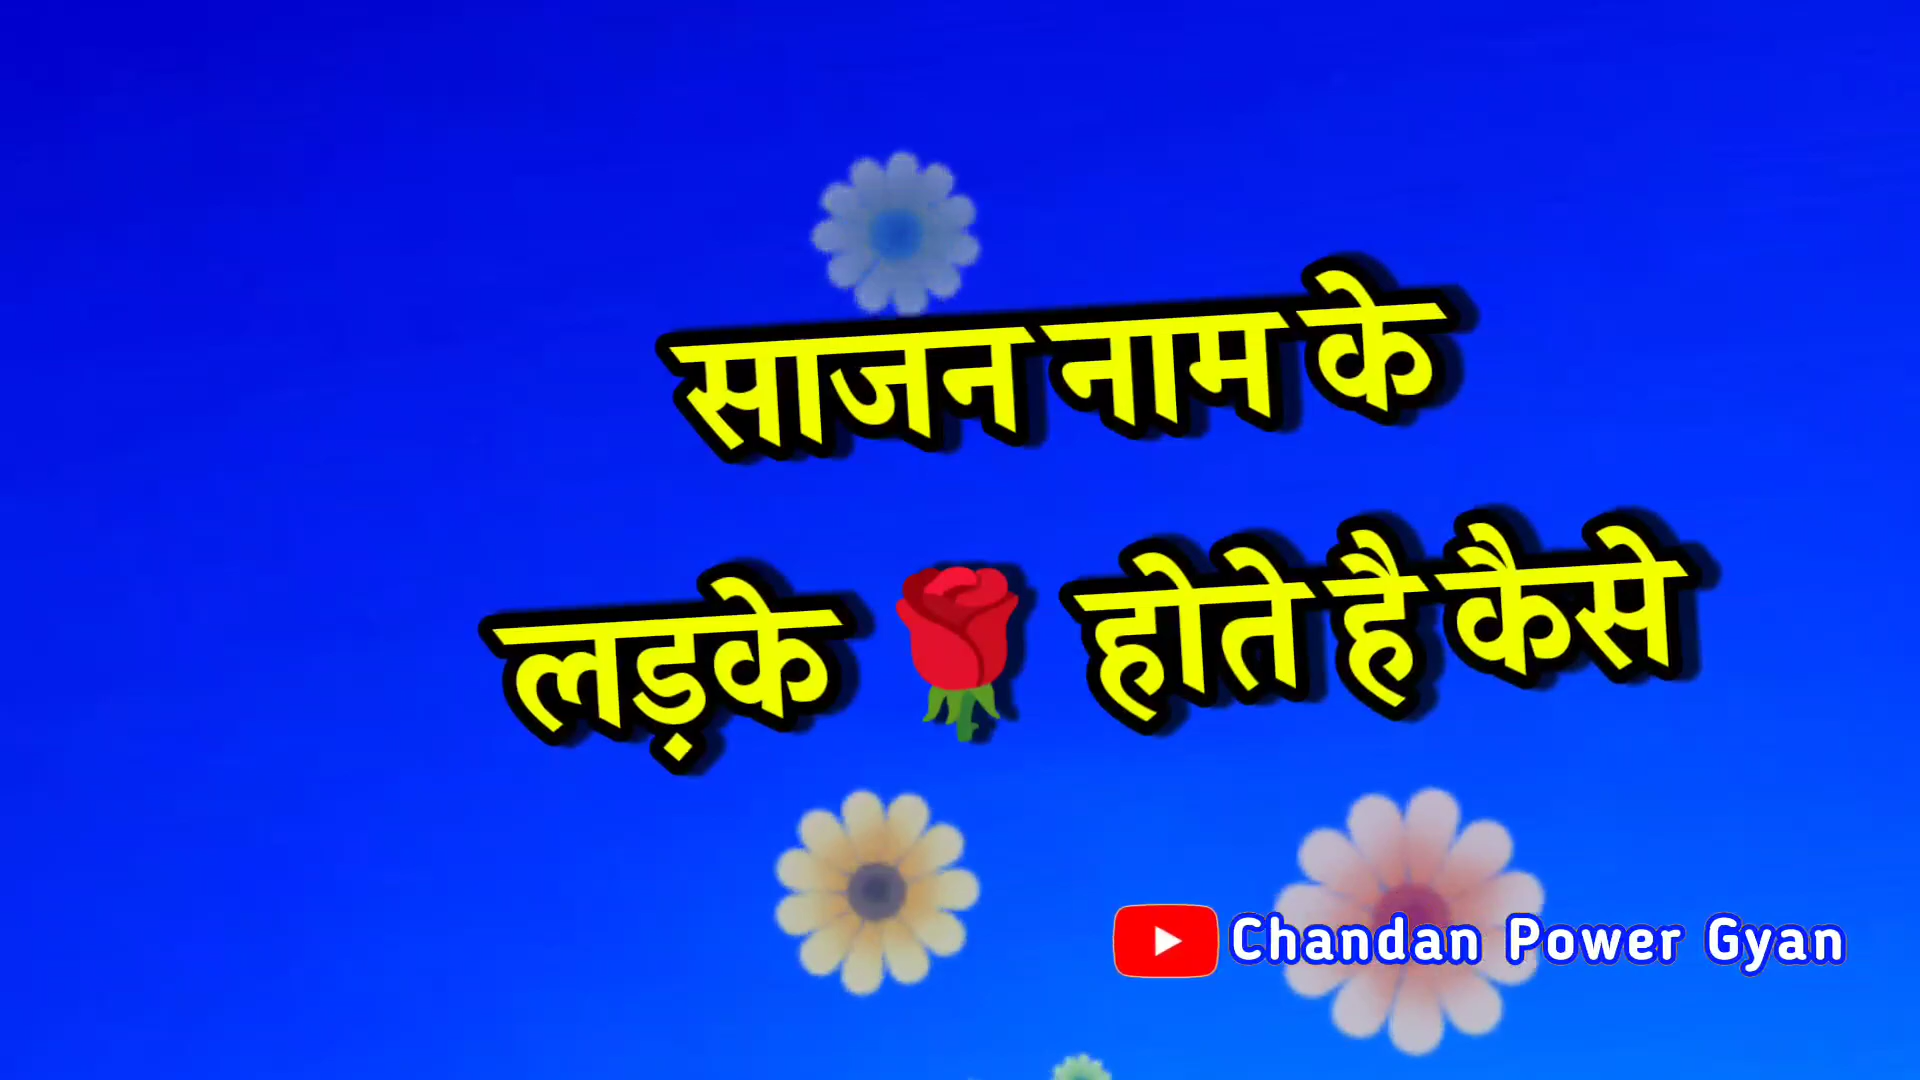 साजन नाम के
लड़के 🌹 होते है कैसे
Chandan Power Gyan